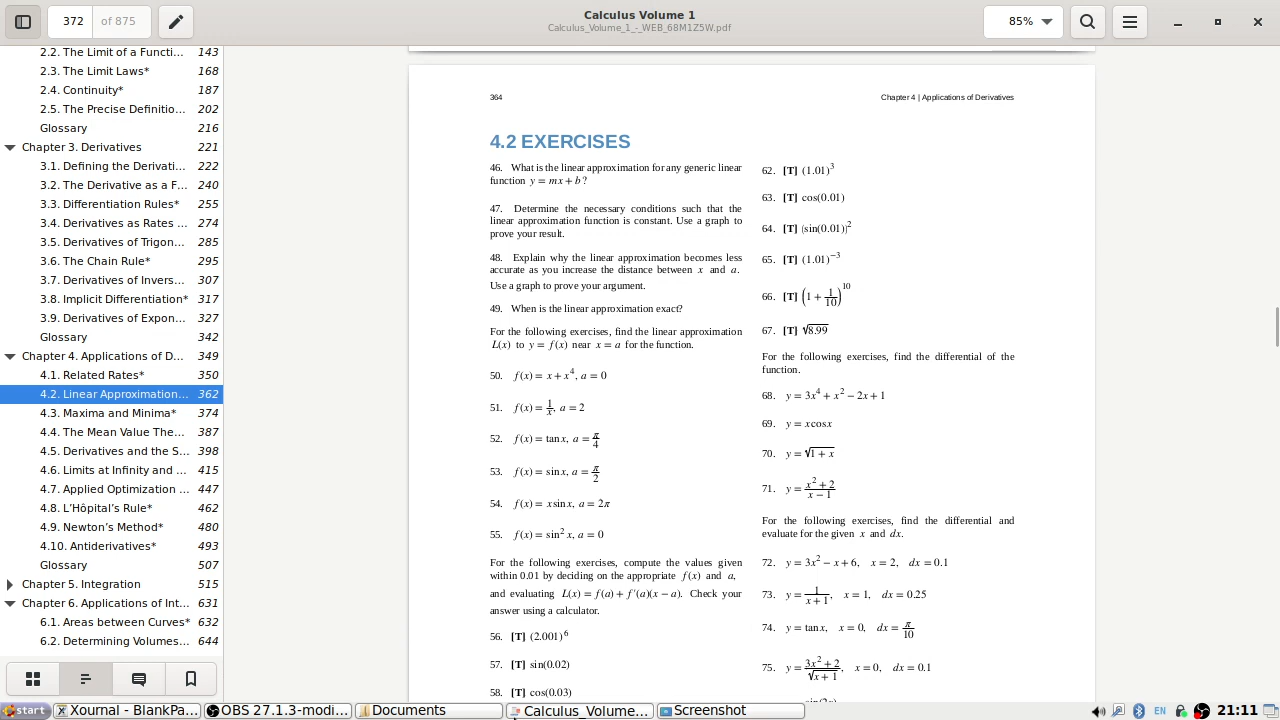 372 of 875
Calculus Volume 1
Calculus_Volume_1_-_WEB_68M1Z5W.pdf
85%
2.2. The Limit of a Functi... 143
2.3. The Limit Laws* 168
2.4. Continuity* 187
2.5. The Precise Definitio... 202
Glossary 216
Chapter 3. Derivatives 221
3.1. Defining the Derivati... 222
3.2. The Derivative as a F... 240
3.3. Differentiation Rules* 255
3.4. Derivatives as Rates ... 274
3.5. Derivatives of Trigon... 285
3.6. The Chain Rule* 295
3.7. Derivatives of Invers... 307
3.8. Implicit Differentiation* 317
3.9. Derivatives of Expon... 327
Glossary 342
Chapter 4. Applications of D... 349
4.1. Related Rates* 350
4.2. Linear Approximation... 362
4.3. Maxima and Minima* 374
4.4. The Mean Value The... 387
4.5. Derivatives and the S... 398
4.6. Limits at Infinity and ... 415
4.7. Applied Optimization ... 447
4.8. L’Hôpital’s Rule* 462
4.9. Newton’s Method* 480
4.10. Antiderivatives* 493
Glossary 507
Chapter 5. Integration 515
Chapter 6. Applications of Int... 631
6.1. Areas between Curves* 632
6.2. Determining Volumes... 644
364 Chapter 4 | Applications of Derivatives
4.2 EXERCISES
46. What is the linear approximation for any generic linear
function y = mx + b ?
47. Determine the necessary conditions such that the
linear approximation function is constant. Use a graph to
prove your result.
48. Explain why the linear approximation becomes less
accurate as you increase the distance between x and a.
Use a graph to prove your argument.
49. When is the linear approximation exact?
For the following exercises, find the linear approximation
L(x) to y = f(x) near x = a for the function.
50. f(x) = x + x⁴, a = 0
51. f(x) = 1/x, a = 2
52. f(x) = tan x, a = π/4
53. f(x) = sin x, a = π/2
54. f(x) = x sin x, a = 2π
55. f(x) = sin² x, a = 0
For the following exercises, compute the values given
within 0.01 by deciding on the appropriate f(x) and a,
and evaluating L(x) = f(a) + f′(a)(x − a). Check your
answer using a calculator.
56. [T] (2.001)⁶
57. [T] sin(0.02)
58. [T] cos(0.03)
62. [T] (1.01)³
63. [T] cos(0.01)
64. [T] (sin(0.01))²
65. [T] (1.01)⁻³
66. [T] (1 + 1/10)¹⁰
67. [T] √8.99
For the following exercises, find the differential of the
function.
68. y = 3x⁴ + x² − 2x + 1
69. y = x cos x
70. y = √(1 + x)
71. y = (x² + 2)/(x − 1)
For the following exercises, find the differential and
evaluate for the given x and dx.
72. y = 3x² − x + 6, x = 2, dx = 0.1
73. y = 1/(x + 1), x = 1, dx = 0.25
74. y = tan x, x = 0, dx = π/10
75. y = (3x² + 2)/√(x + 1), x = 0, dx = 0.1
start Xournal - BlankPa... OBS 27.1.3-modi... Documents Calculus_Volume... Screenshot EN 21:11